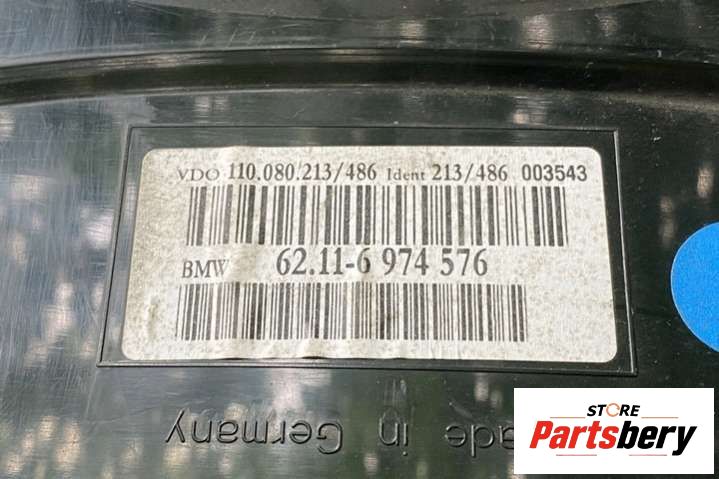 VDO 110.080.213/486 Ident 213/486 003543
BMW 62.11-6 974 576
Made in Germany
STORE
Partsbery